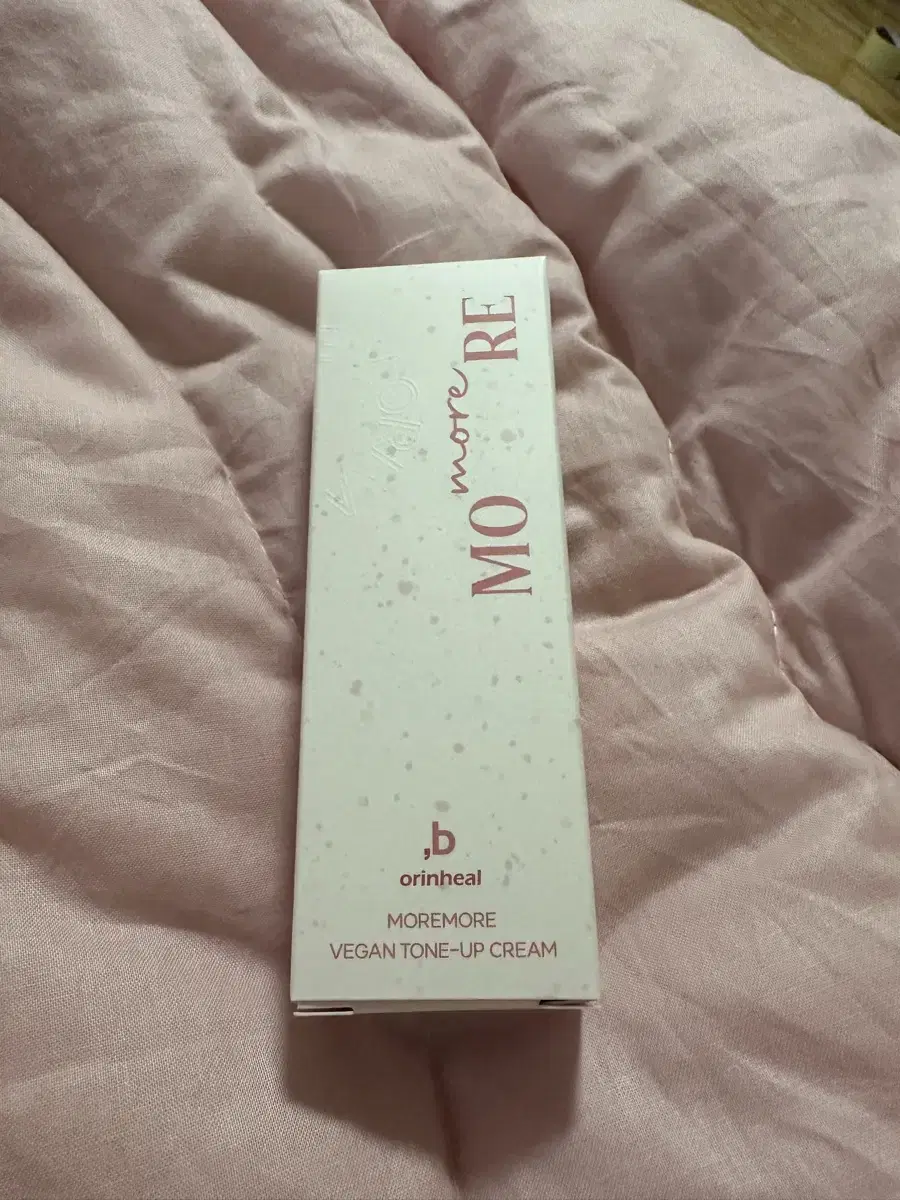 MO more RE
,b
orinheal
MOREMORE
VEGAN TONE-UP CREAM